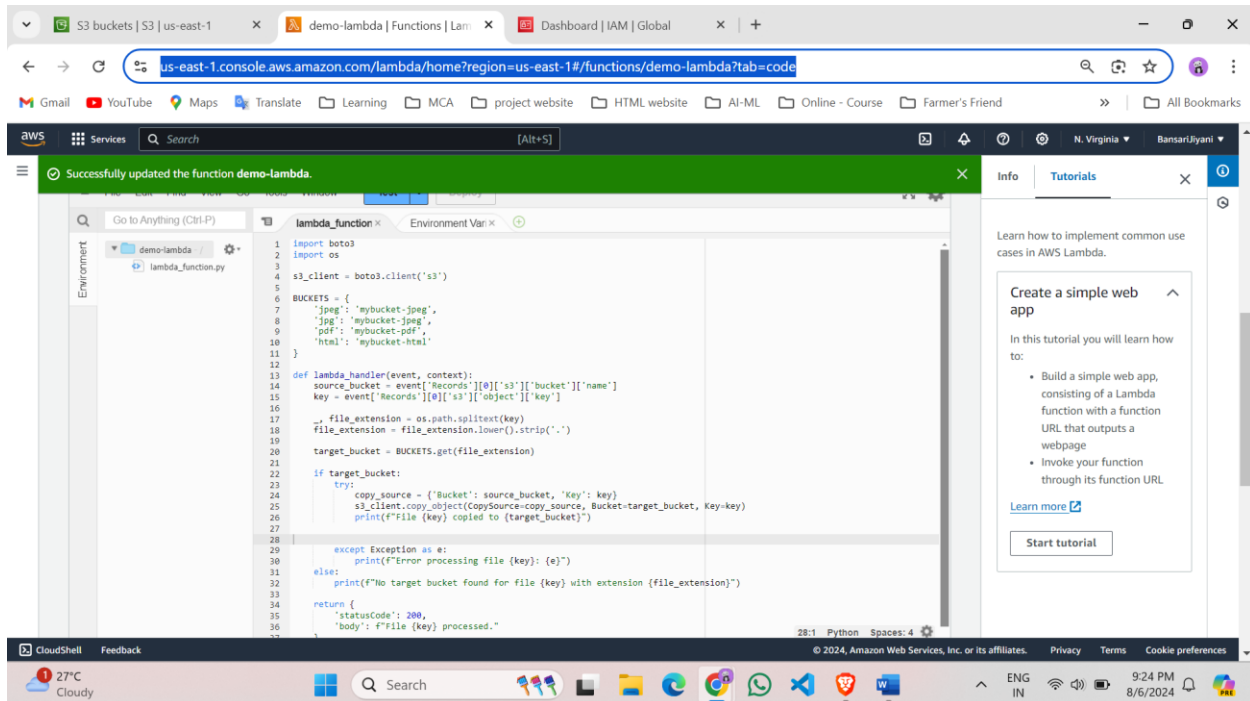 S3 buckets | S3 | us-east-1
demo-lambda | Functions | Lam
Dashboard | IAM | Global
us-east-1.console.aws.amazon.com/lambda/home?region=us-east-1#/functions/demo-lambda?tab=code
Gmail YouTube Maps Translate Learning MCA project website HTML website AI-ML Online - Course Farmer's Friend » All Bookmarks
aws Services Search [Alt+S] N. Virginia BansariJiyani
Successfully updated the function demo-lambda.
Info Tutorials
Go to Anything (Ctrl-P)
lambda_function Environment Vari
Environment
demo-lambda /
lambda_function.py
1 import boto3
2 import os
3
4 s3_client = boto3.client('s3')
5
6 BUCKETS = {
7 'jpeg': 'mybucket-jpeg',
8 'jpg': 'mybucket-jpeg',
9 'pdf': 'mybucket-pdf',
10 'html': 'mybucket-html'
11 }
12
13 def lambda_handler(event, context):
14 source_bucket = event['Records'][0]['s3']['bucket']['name']
15 key = event['Records'][0]['s3']['object']['key']
16
17 _, file_extension = os.path.splitext(key)
18 file_extension = file_extension.lower().strip('.')
19
20 target_bucket = BUCKETS.get(file_extension)
21
22 if target_bucket:
23 try:
24 copy_source = {'Bucket': source_bucket, 'Key': key}
25 s3_client.copy_object(CopySource=copy_source, Bucket=target_bucket, Key=key)
26 print(f"File {key} copied to {target_bucket}")
27
28
29 except Exception as e:
30 print(f"Error processing file {key}: {e}")
31 else:
32 print(f"No target bucket found for file {key} with extension {file_extension}")
33
34 return {
35 'statusCode': 200,
36 'body': f"File {key} processed."
37 }
28:1 Python Spaces: 4
Learn how to implement common use
cases in AWS Lambda.
Create a simple web
app
In this tutorial you will learn how
to:
• Build a simple web app,
consisting of a Lambda
function with a function
URL that outputs a
webpage
• Invoke your function
through its function URL
Learn more
Start tutorial
CloudShell Feedback © 2024, Amazon Web Services, Inc. or its affiliates. Privacy Terms Cookie preferences
1
27°C
Cloudy
Search
ENG
IN
9:24 PM
8/6/2024
PRE